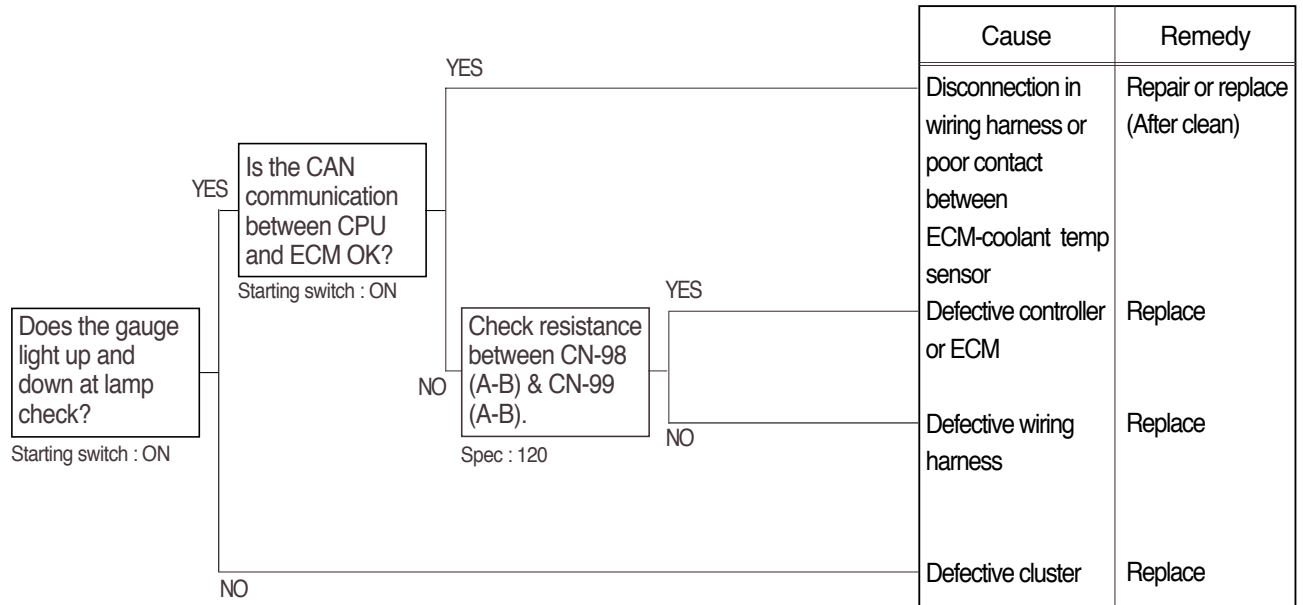 Cause
Remedy
YES
Disconnection in
wiring harness or
poor contact
between
ECM-coolant temp
sensor
Repair or replace
(After clean)
YES
Is the CAN
communication
between CPU
and ECM OK?
Starting switch : ON
YES
Defective controller
or ECM
Replace
Does the gauge
light up and
down at lamp
check?
Starting switch : ON
NO
Check resistance
between CN-98
(A-B) & CN-99
(A-B).
Spec : 120
NO
Defective wiring
harness
Replace
NO
Defective cluster
Replace